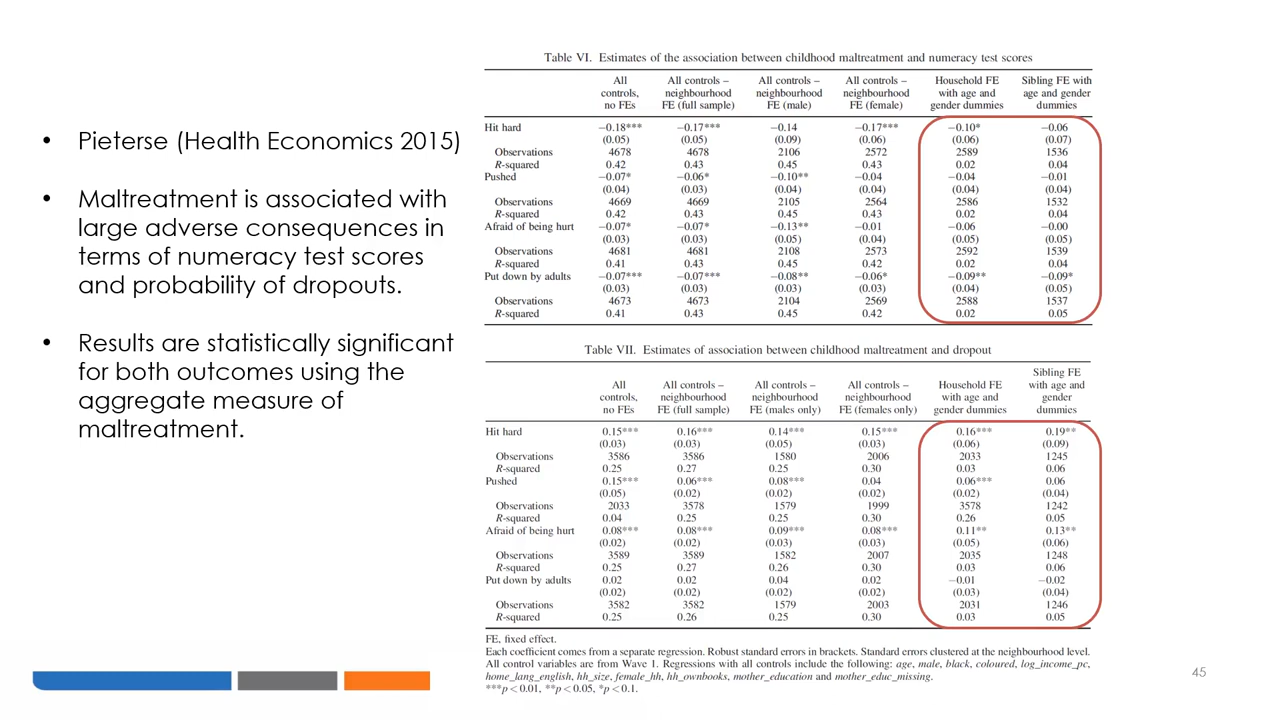 • Pieterse (Health Economics 2015)
• Maltreatment is associated with
large adverse consequences in
terms of numeracy test scores
and probability of dropouts.
• Results are statistically significant
for both outcomes using the
aggregate measure of
maltreatment.
Table VI. Estimates of the association between childhood maltreatment and numeracy test scores
All controls, no FEs | All controls – neighbourhood FE (full sample) | All controls – neighbourhood FE (male) | All controls – neighbourhood FE (female) | Household FE with age and gender dummies | Sibling FE with age and gender dummies
Hit hard −0.18*** −0.17*** −0.14 −0.17*** −0.10* −0.06
(0.05) (0.05) (0.09) (0.06) (0.06) (0.07)
Observations 4678 4678 2106 2572 2589 1536
R-squared 0.42 0.43 0.45 0.43 0.02 0.04
Pushed −0.07* −0.06* −0.10** −0.04 −0.04 −0.01
(0.04) (0.03) (0.04) (0.04) (0.04) (0.04)
Observations 4669 4669 2105 2564 2586 1532
R-squared 0.42 0.43 0.45 0.43 0.02 0.04
Afraid of being hurt −0.07* −0.07* −0.13** −0.01 −0.06 −0.00
(0.03) (0.03) (0.05) (0.04) (0.05) (0.05)
Observations 4681 4681 2108 2573 2592 1539
R-squared 0.41 0.43 0.45 0.42 0.02 0.04
Put down by adults −0.07*** −0.07*** −0.08** −0.06* −0.09** −0.09*
(0.03) (0.03) (0.03) (0.03) (0.04) (0.05)
Observations 4673 4673 2104 2569 2588 1537
R-squared 0.41 0.43 0.45 0.42 0.02 0.05
Table VII. Estimates of association between childhood maltreatment and dropout
All controls, no FEs | All controls – neighbourhood FE (full sample) | All controls – neighbourhood FE (males only) | All controls – neighbourhood FE (females only) | Household FE with age and gender dummies | Sibling FE with age and gender dummies
Hit hard 0.15*** 0.16*** 0.14*** 0.15*** 0.16*** 0.19**
(0.03) (0.03) (0.05) (0.03) (0.06) (0.09)
Observations 3586 3586 1580 2006 2033 1245
R-squared 0.25 0.27 0.25 0.30 0.03 0.06
Pushed 0.15*** 0.06*** 0.08*** 0.04 0.06*** 0.06
(0.05) (0.02) (0.02) (0.02) (0.02) (0.04)
Observations 2033 3578 1579 1999 3578 1242
R-squared 0.04 0.25 0.25 0.30 0.26 0.05
Afraid of being hurt 0.08*** 0.08*** 0.09*** 0.08*** 0.11** 0.13**
(0.02) (0.02) (0.03) (0.03) (0.05) (0.06)
Observations 3589 3589 1582 2007 2035 1248
R-squared 0.25 0.27 0.26 0.30 0.03 0.06
Put down by adults 0.02 0.02 0.04 0.02 −0.01 −0.02
(0.02) (0.02) (0.02) (0.02) (0.03) (0.04)
Observations 3582 3582 1579 2003 2031 1246
R-squared 0.25 0.26 0.25 0.30 0.03 0.05
FE, fixed effect.
Each coefficient comes from a separate regression. Robust standard errors in brackets. Standard errors clustered at the neighbourhood level.
All control variables are from Wave 1. Regressions with all controls include the following: age, male, black, coloured, log_income_pc,
home_lang_english, hh_size, female_hh, hh_ownbooks, mother_education and mother_educ_missing.
***p < 0.01, **p < 0.05, *p < 0.1.
45